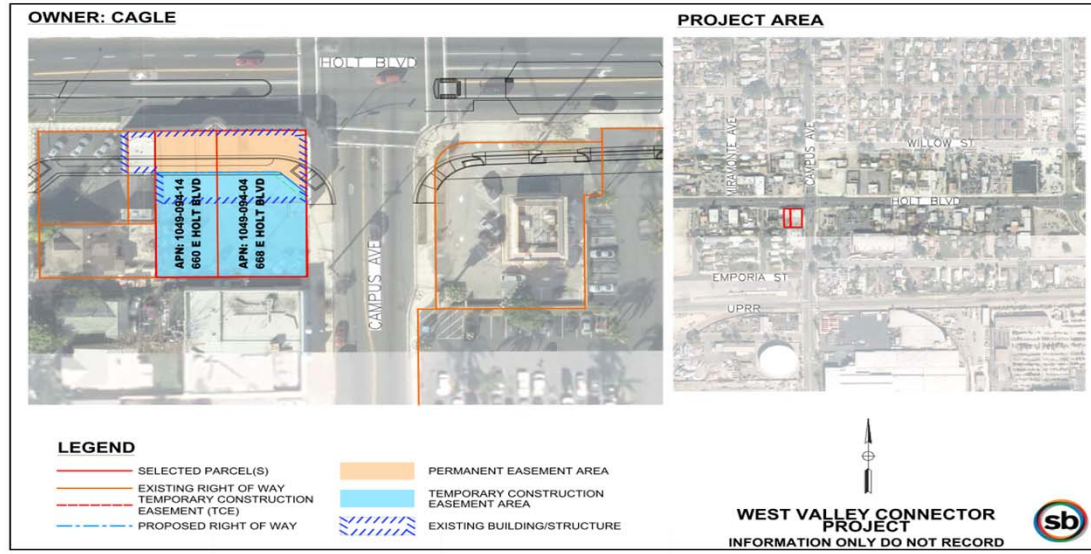 OWNER: CAGLE
HOLT BLVD
APN: 1049-094-14
660 E HOLT BLVD
APN: 1049-094-04
668 E HOLT BLVD
CAMPUS AVE
PROJECT AREA
MIRAMONTE AVE
CAMPUS AVE
WILLOW ST
HOLT BLVD
EMPORIA ST
UPRR
LEGEND
SELECTED PARCEL(S)
EXISTING RIGHT OF WAY
TEMPORARY CONSTRUCTION
EASEMENT (TCE)
PROPOSED RIGHT OF WAY
PERMANENT EASEMENT AREA
TEMPORARY CONSTRUCTION
EASEMENT AREA
EXISTING BUILDING/STRUCTURE
WEST VALLEY CONNECTOR
PROJECT
INFORMATION ONLY DO NOT RECORD
sb